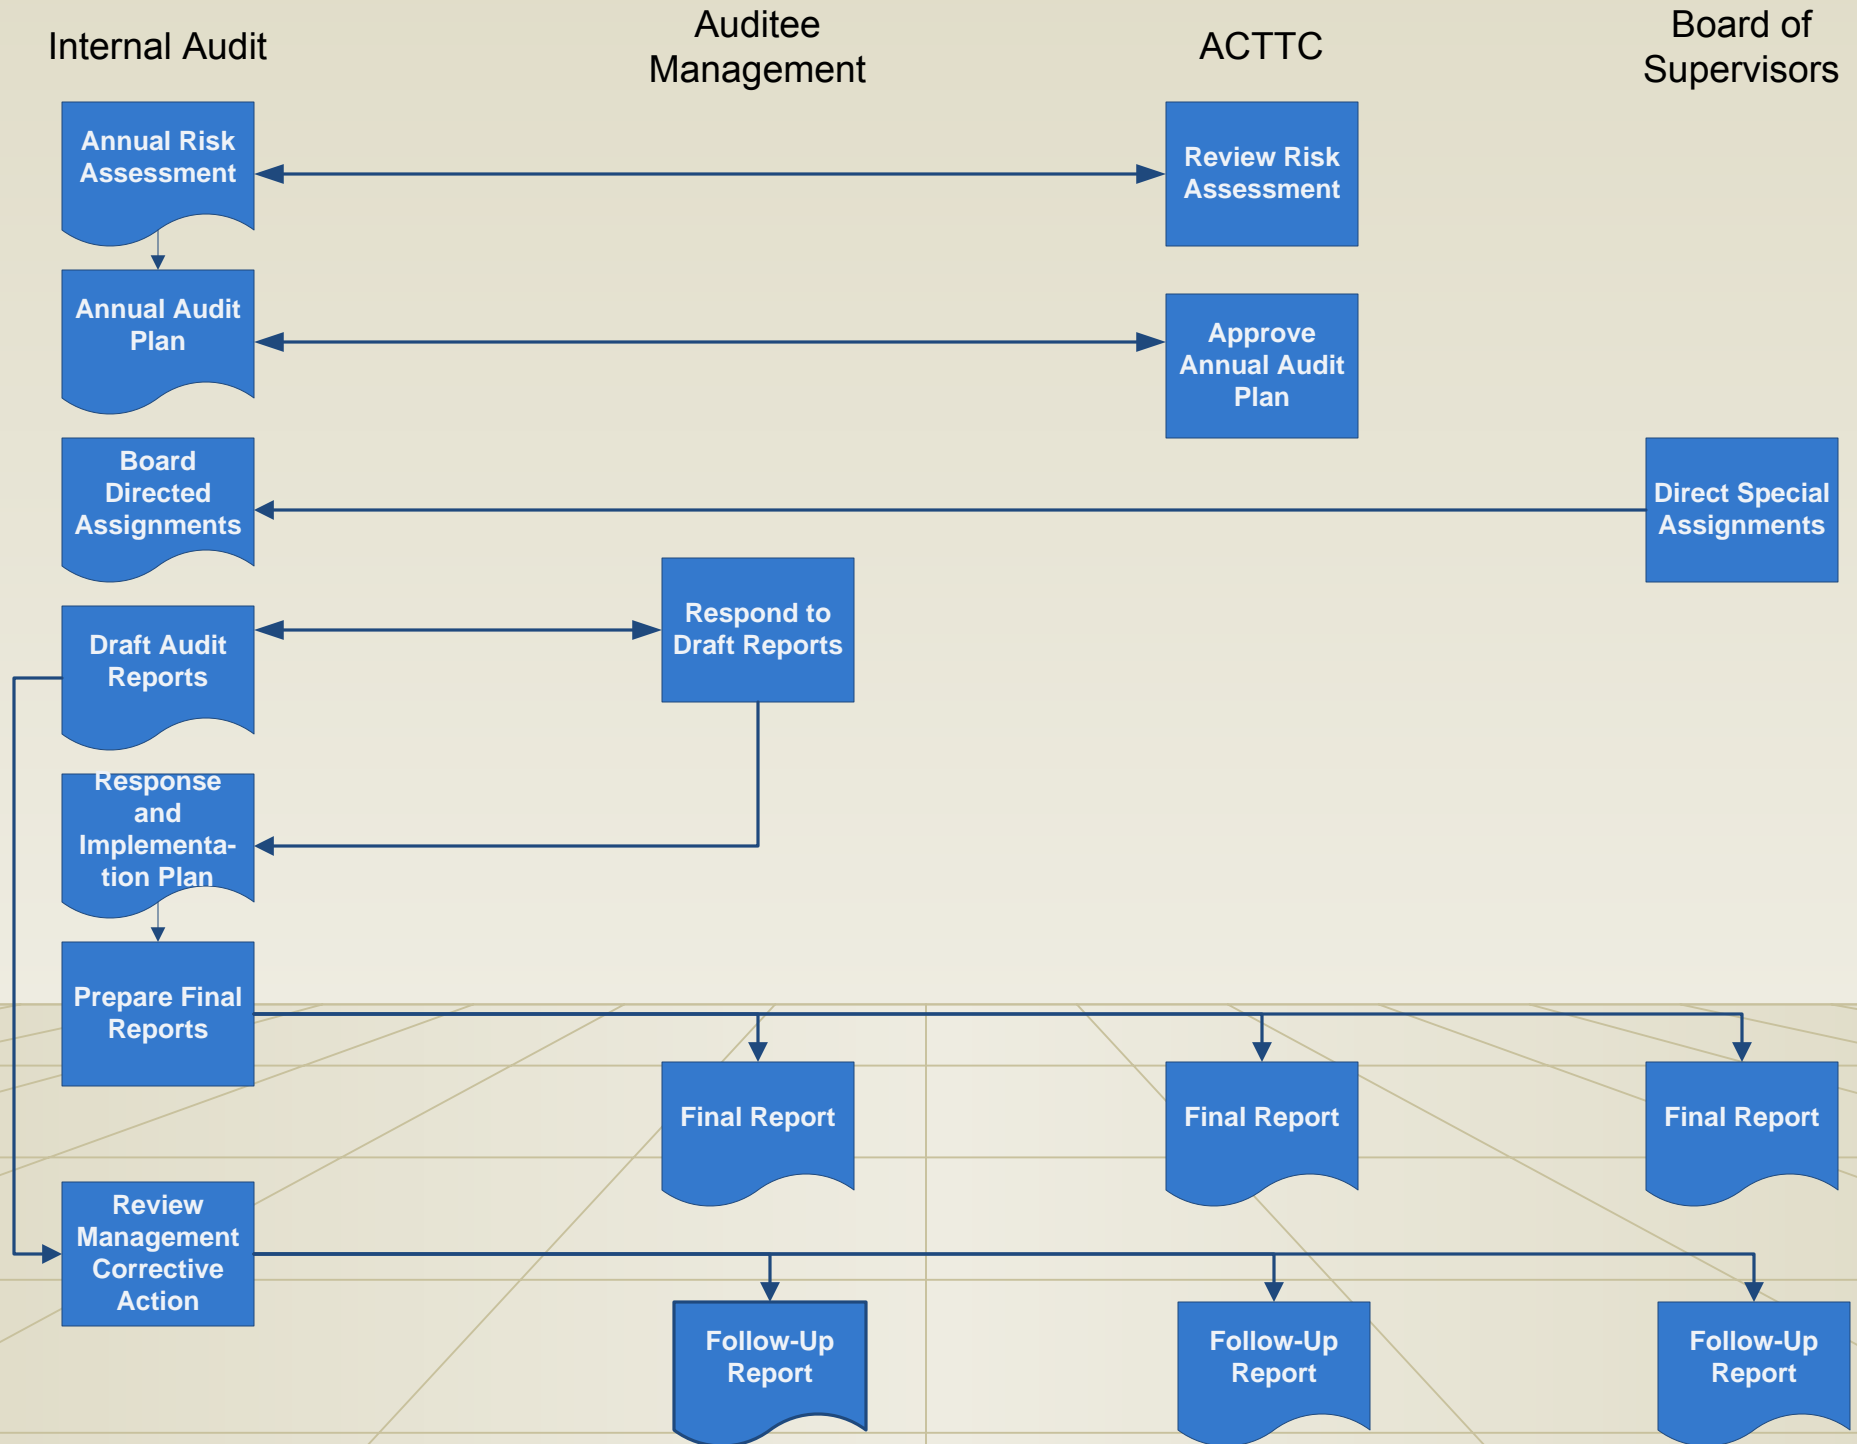 Internal Audit
Auditee
Management
ACTTC
Board of
Supervisors
Annual Risk
Assessment
Review Risk
Assessment
Annual Audit
Plan
Approve
Annual Audit
Plan
Board
Directed
Assignments
Direct Special
Assignments
Respond to
Draft Reports
Draft Audit
Reports
Response
and
Implementa-
tion Plan
Prepare Final
Reports
Final Report
Final Report
Final Report
Review
Management
Corrective
Action
Follow-Up
Report
Follow-Up
Report
Follow-Up
Report